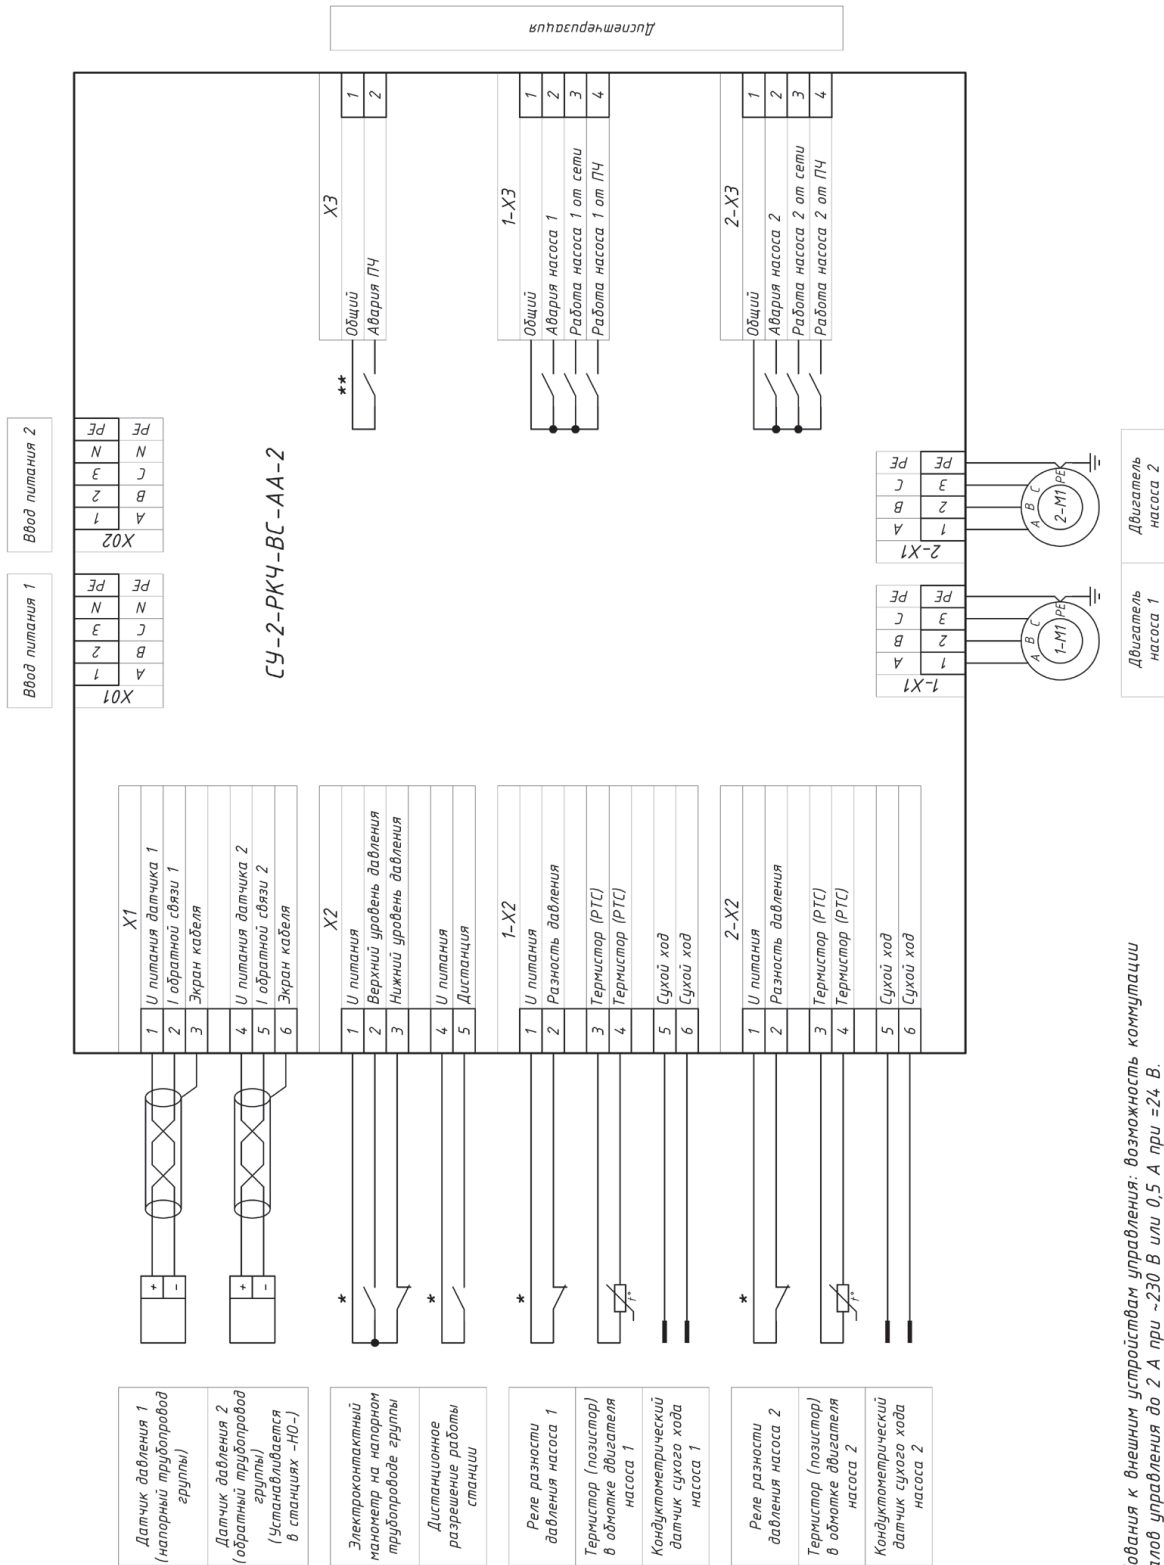 Датчик давления 1
(напорный трубопровод
группы)
Датчик давления 2
(обратный трубопровод
группы)
(Устанавливается
в станциях -НО-)
Электроконтактный
манометр на напорном
трубопроводе группы
Дистанционное
разрешение работы
станции
Реле разности
давления насоса 1
Термистор (позистор)
в обмотке двигателя
насоса 1
Кондуктометрический
датчик сухого хода
насоса 1
Реле разности
давления насоса 2
Термистор (позистор)
в обмотке двигателя
насоса 2
Кондуктометрический
датчик сухого хода
насоса 2
+
-
+
-
*
*
*
t°
*
t°
X1
1 U питания датчика 1
2 I обратной связи 1
3 Экран кабеля
4 U питания датчика 2
5 I обратной связи 2
6 Экран кабеля
X2
1 U питания
2 Верхний уровень давления
3 Нижний уровень давления
4 U питания
5 Дистанция
1-X2
1 U питания
2 Разность давления
3 Термистор (PTC)
4 Термистор (PTC)
5 Сухой ход
6 Сухой ход
2-X2
1 U питания
2 Разность давления
3 Термистор (PTC)
4 Термистор (PTC)
5 Сухой ход
6 Сухой ход
Ввод питания 1
X01
1 2 3 N PE
A B C N PE
Ввод питания 2
X02
1 2 3 N PE
A B C N PE
СУ-2-РКЧ-ВС-АА-2
1-X1
A B C PE
1 2 3 PE
A B C PE
1-M1
Двигатель
насоса 1
2-X1
A B C PE
1 2 3 PE
A B C PE
2-M1
Двигатель
насоса 2
X3
**
Общий 1
Авария ПЧ 2
1-X3
Общий 1
Авария насоса 1 2
Работа насоса 1 от сети 3
Работа насоса 1 от ПЧ 4
2-X3
Общий 1
Авария насоса 2 2
Работа насоса 2 от сети 3
Работа насоса 2 от ПЧ 4
Диспетчеризация
к внешним устройствам управления: возможность коммутации
управления до 2 А при ~230 В или 0,5 А при =24 В.